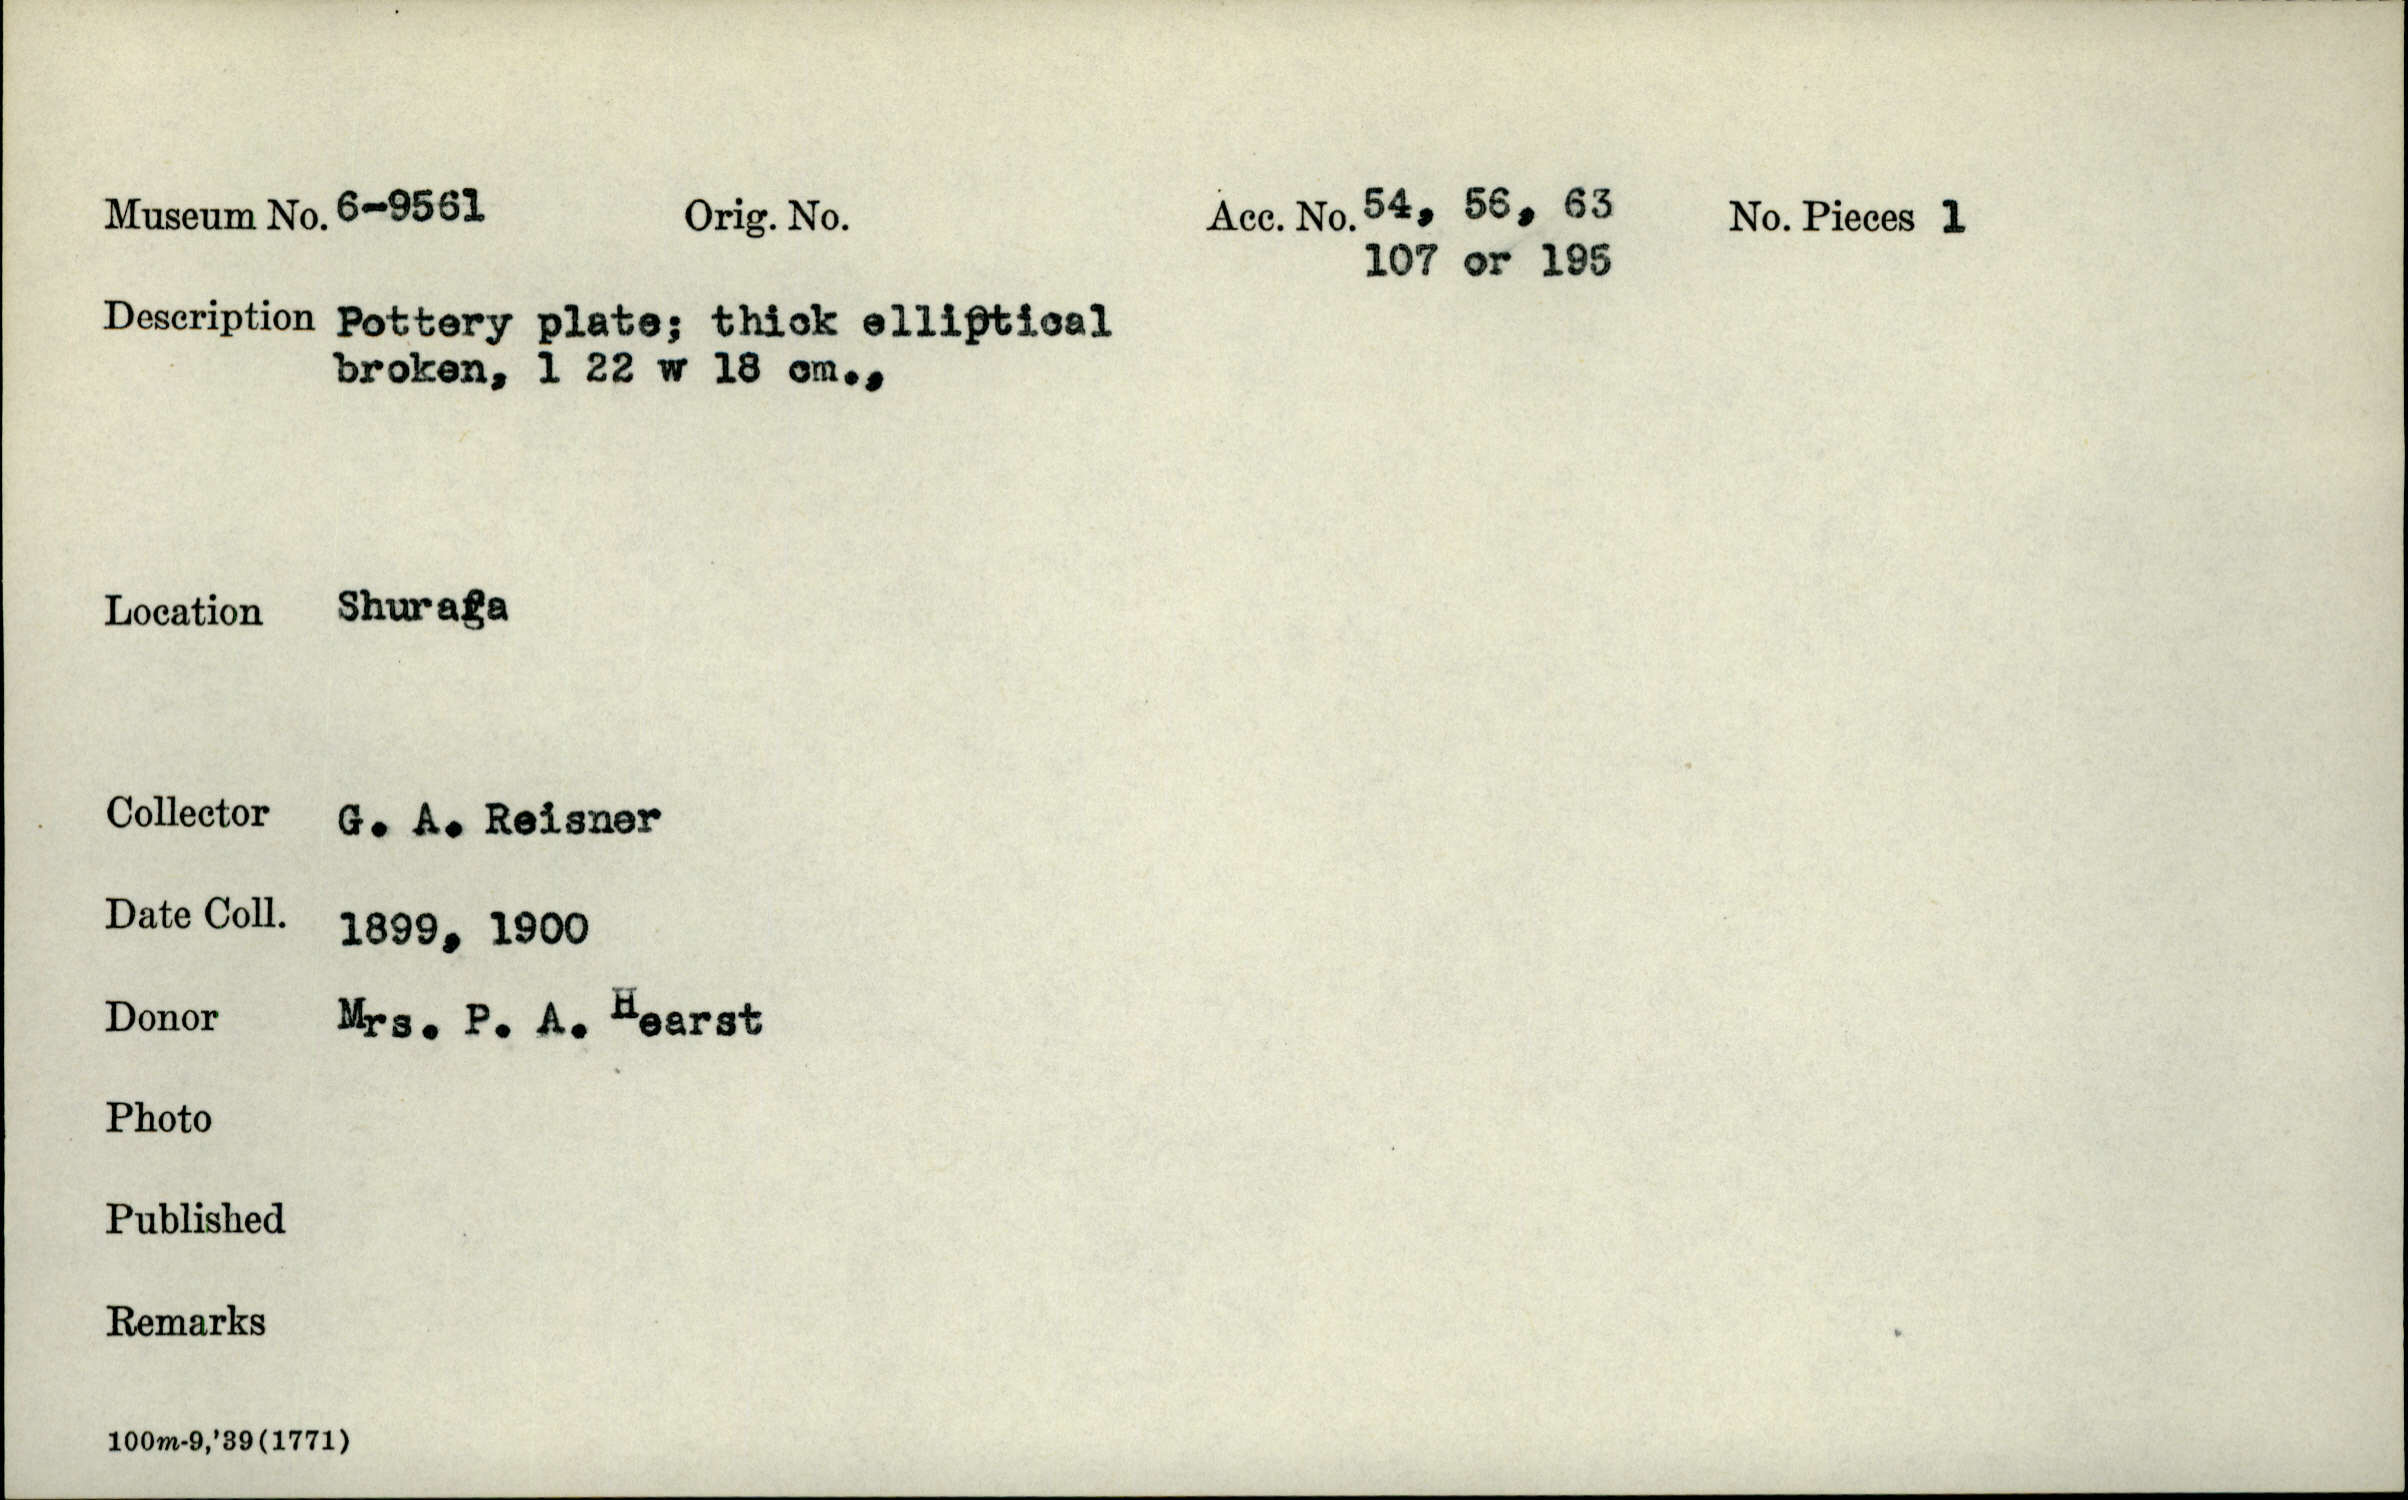 Museum No. 6-9561 Orig. No. Acc. No. 54, 56, 63 No. Pieces 1
107 or 195
Description Pottery plate; thick elliptical
broken, l 22 w 18 cm.,
Location Shurafa
Collector G. A. Reisner
Date Coll. 1899, 1900
Donor Mrs. P. A. Hearst
Photo
Published
Remarks
100m-9,'39(1771)